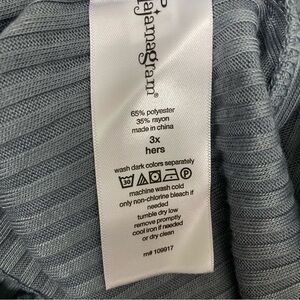 Pajamagram®
65% polyester
35% rayon
made in china
3x
hers
wash dark colors separately
machine wash cold
only non-chlorine bleach if
needed
tumble dry low
remove promptly
cool iron if needed
or dry clean
m# 109917